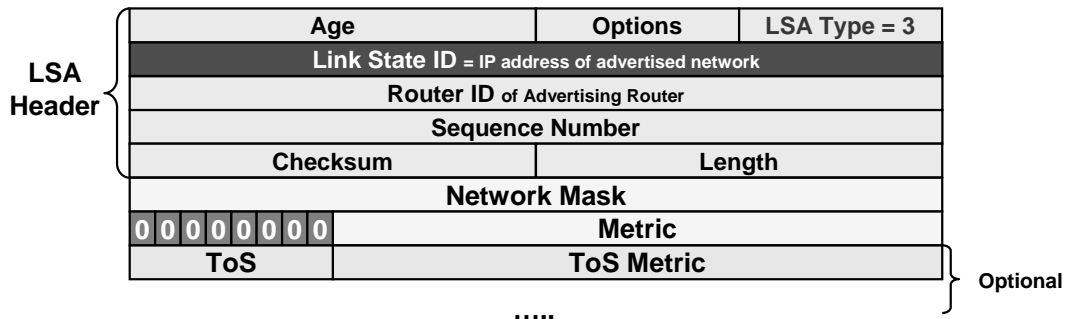 Age Options LSA Type = 3
Link State ID = IP address of advertised network
LSA
Header
Router ID of Advertising Router
Sequence Number
Checksum Length
Network Mask
0 0 0 0 0 0 0 0 Metric
ToS ToS Metric
Optional
.....